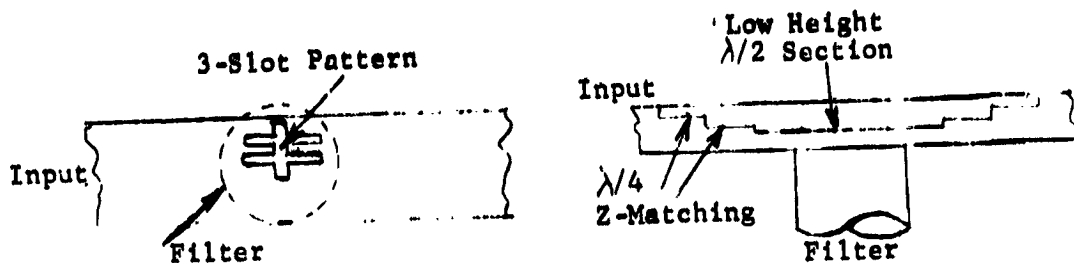 3-Slot Pattern
Input
Filter
Low Height
λ/2 Section
Input
λ/4
Z-Matching
Filter